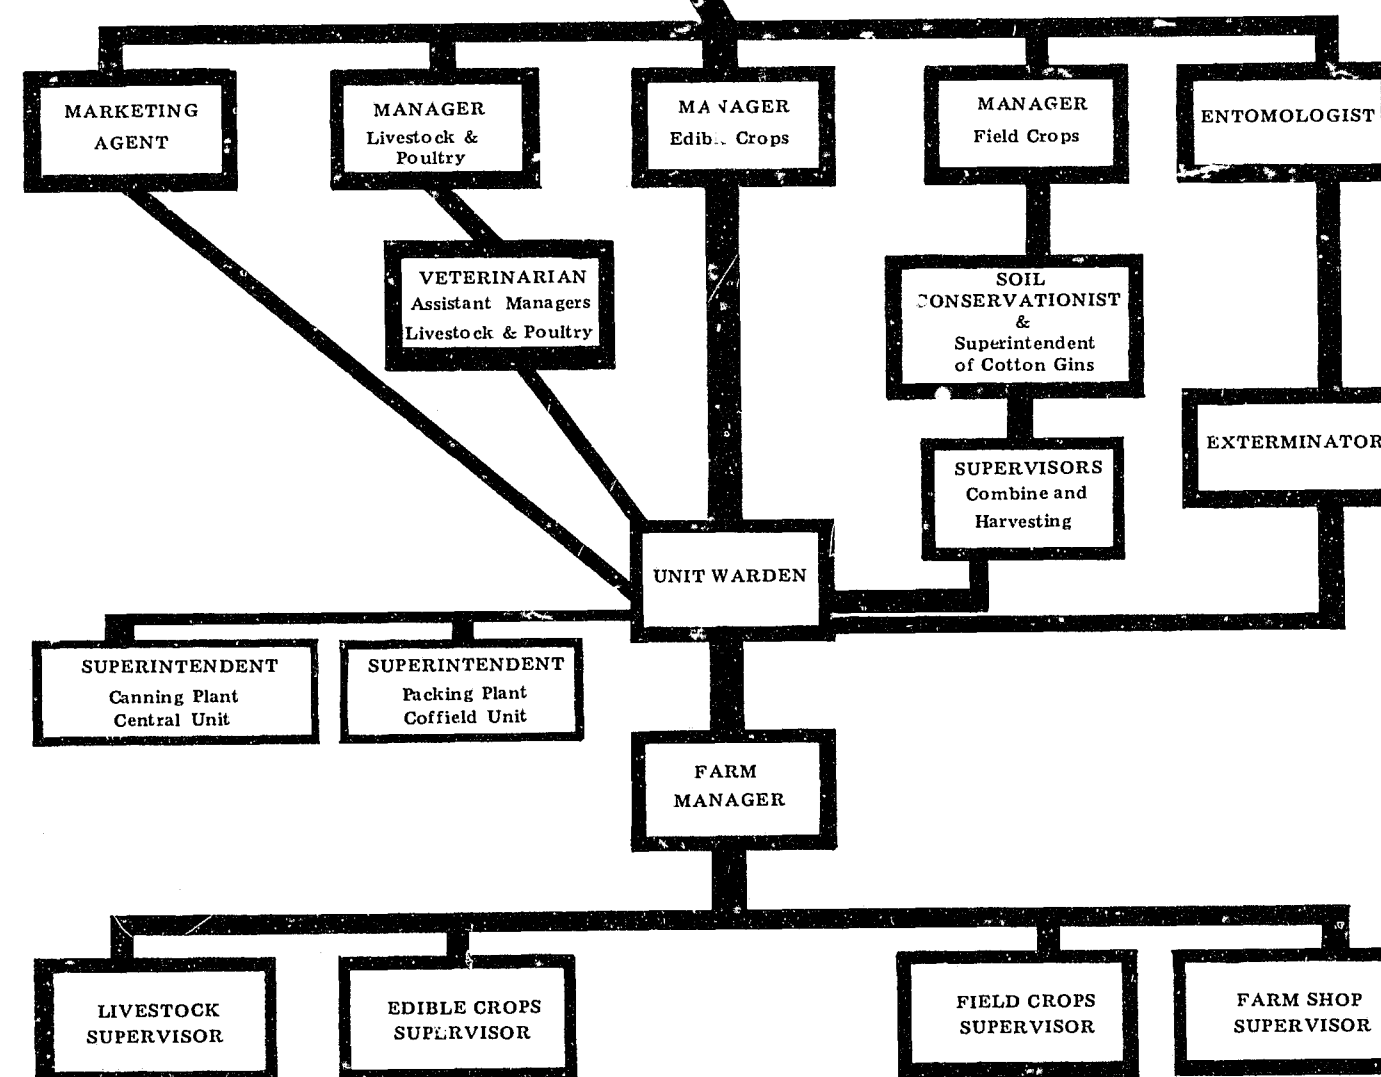 MARKETING
AGENT
MANAGER
Livestock &
Poultry
MANAGER
Edible Crops
MANAGER
Field Crops
ENTOMOLOGIST
VETERINARIAN
Assistant Managers
Livestock & Poultry
SOIL
CONSERVATIONIST
&
Superintendent
of Cotton Gins
EXTERMINATOR
SUPERVISORS
Combine and
Harvesting
UNIT WARDEN
SUPERINTENDENT
Canning Plant
Central Unit
SUPERINTENDENT
Packing Plant
Coffield Unit
FARM
MANAGER
LIVESTOCK
SUPERVISOR
EDIBLE CROPS
SUPERVISOR
FIELD CROPS
SUPERVISOR
FARM SHOP
SUPERVISOR